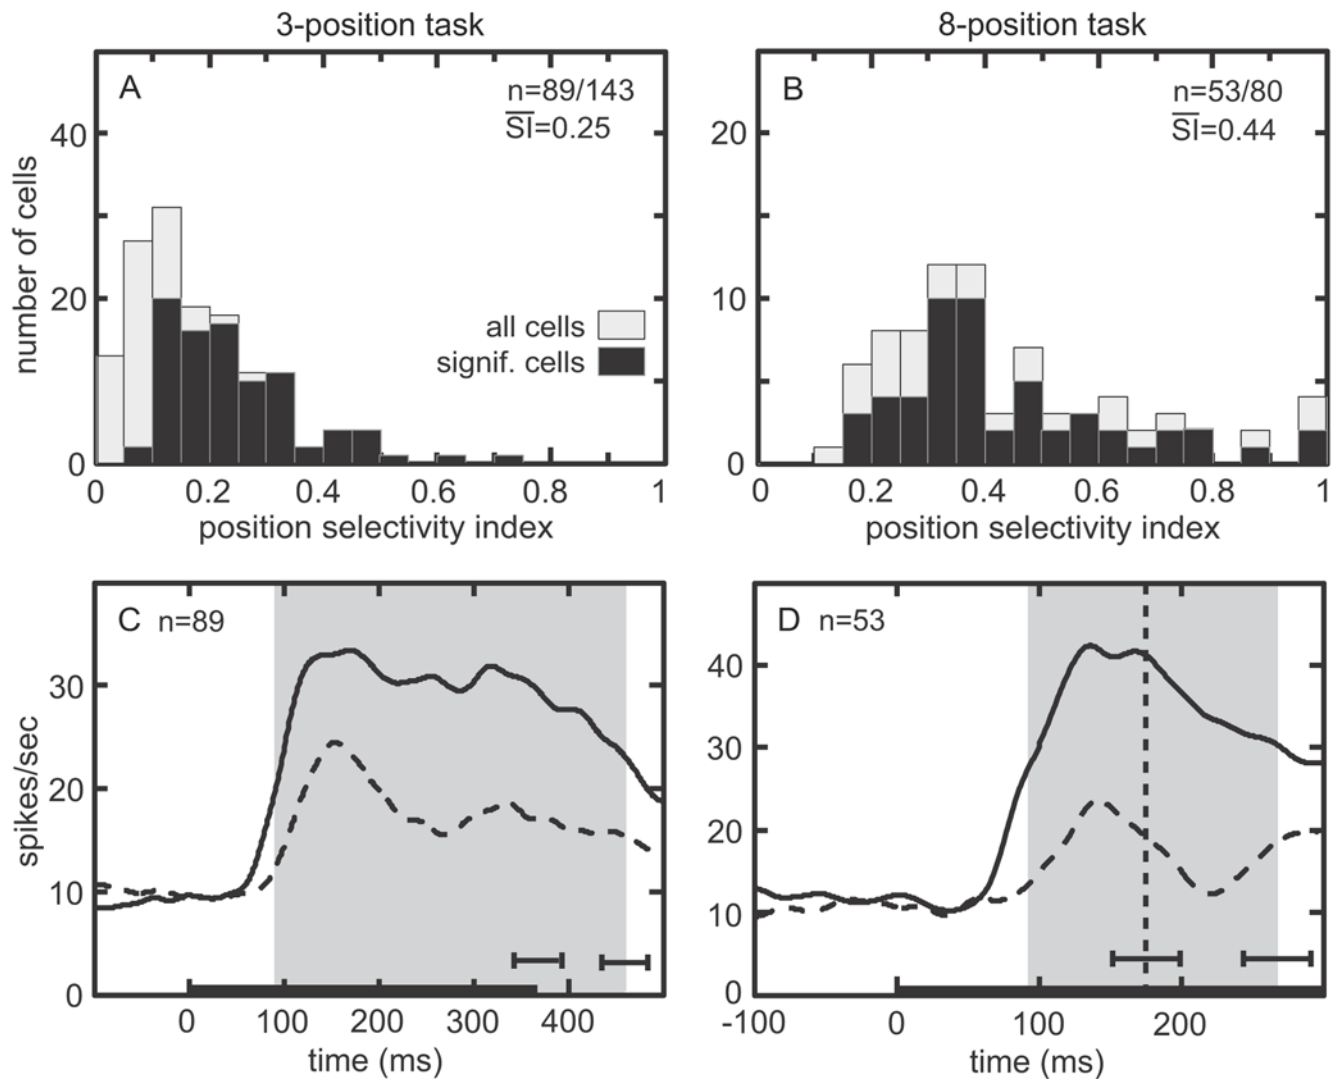 3-position task
8-position task
A
n=89/143
SI=0.25
B
n=53/80
SI=0.44
number of cells
40
20
0
all cells
signif. cells
20
10
0
0 0.2 0.4 0.6 0.8 1
position selectivity index
0 0.2 0.4 0.6 0.8 1
position selectivity index
C n=89
D n=53
spikes/sec
30
20
10
0
40
30
20
10
0
0 100 200 300 400
time (ms)
-100 0 100 200
time (ms)